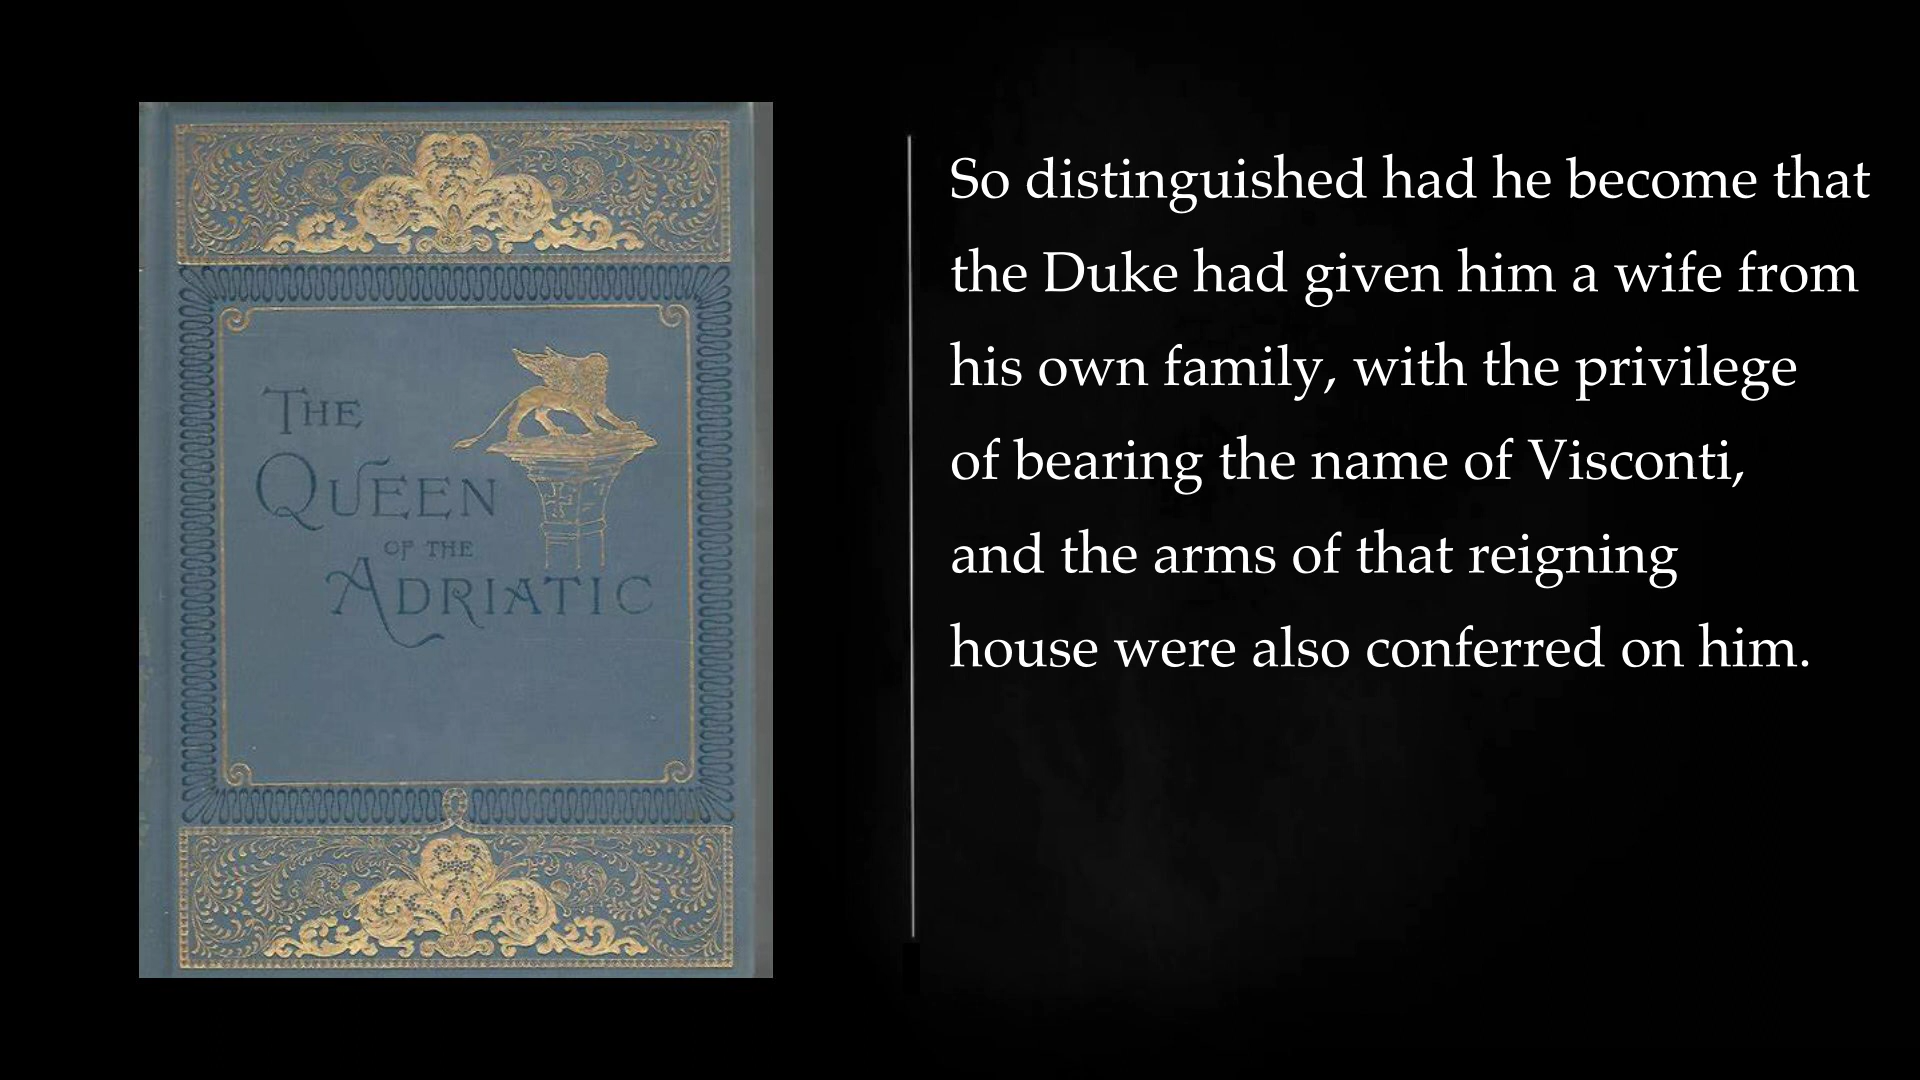 THE
QUEEN
OF THE
ADRIATIC
So distinguished had he become that
the Duke had given him a wife from
his own family, with the privilege
of bearing the name of Visconti,
and the arms of that reigning
house were also conferred on him.